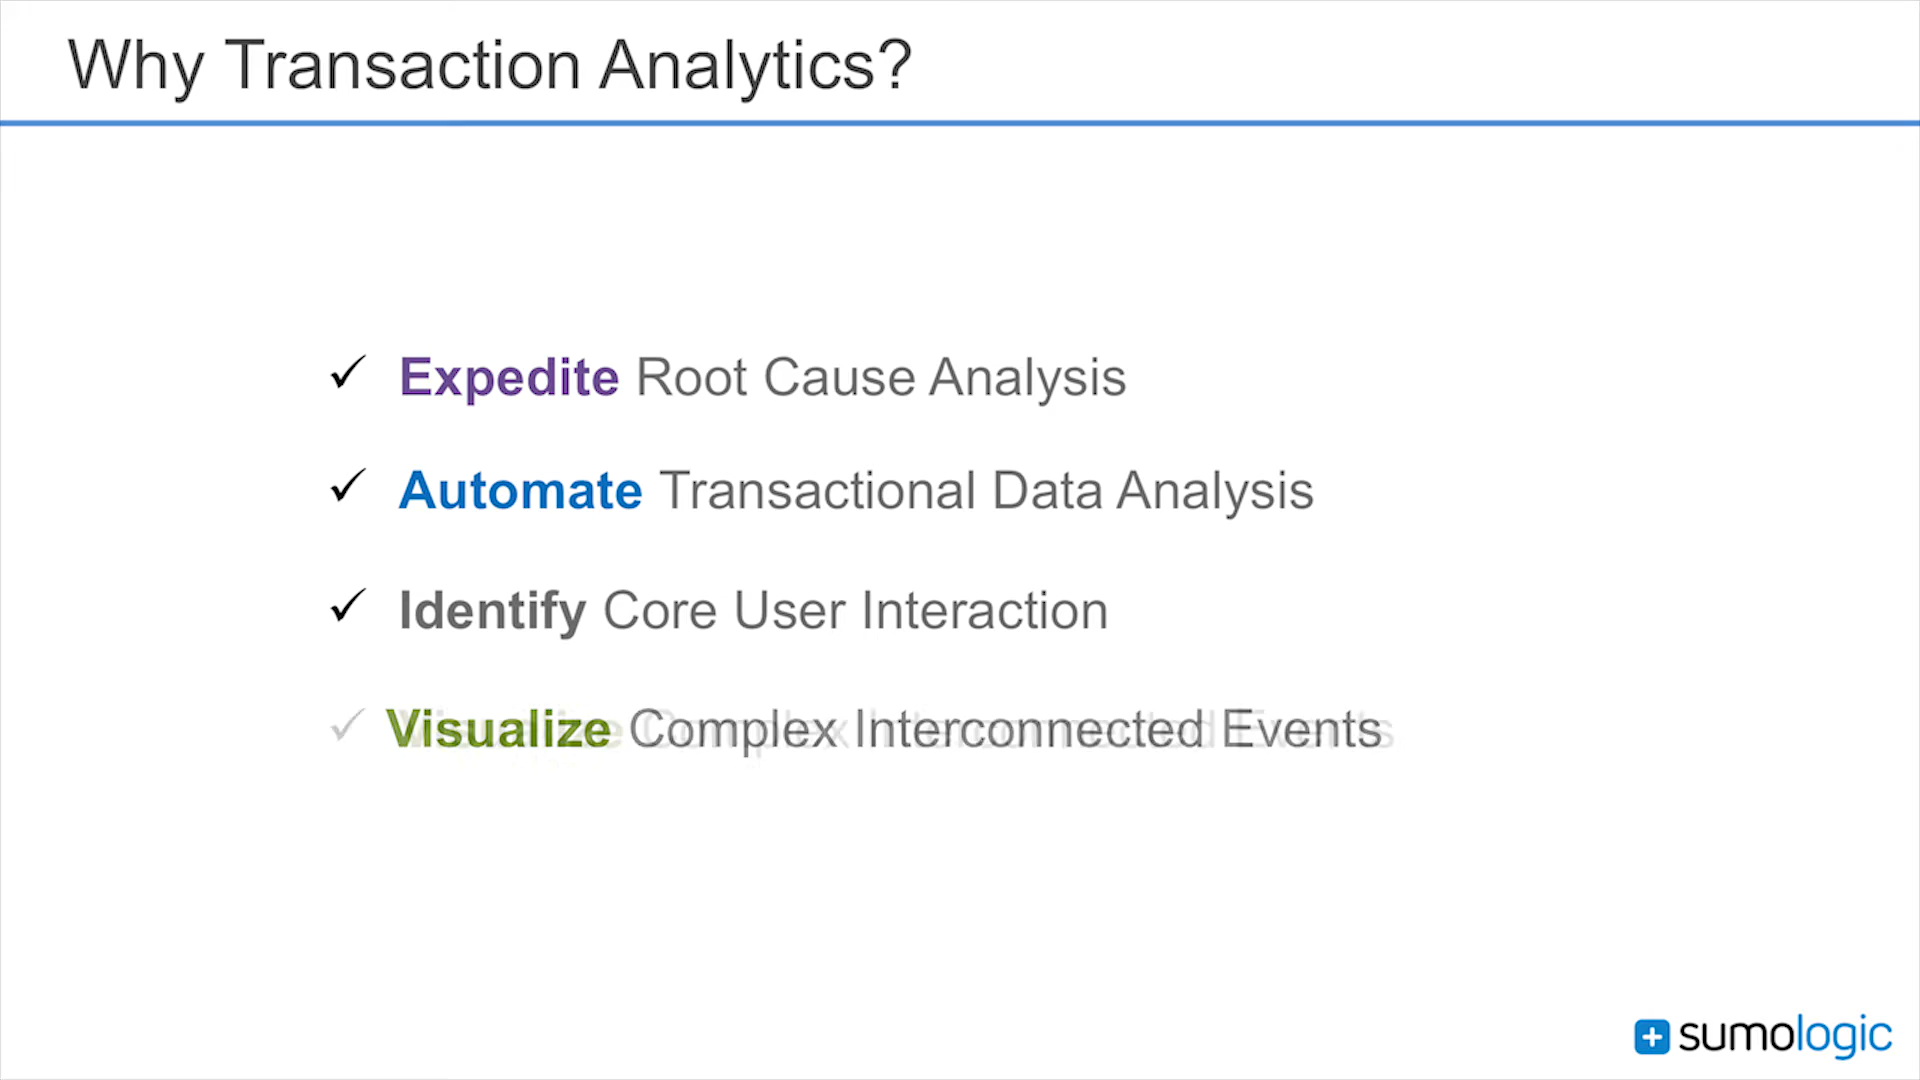 Why Transaction Analytics?
✓ Expedite Root Cause Analysis
✓ Automate Transactional Data Analysis
✓ Identify Core User Interaction
✓ Visualize Complex Interconnected Events
sumologic